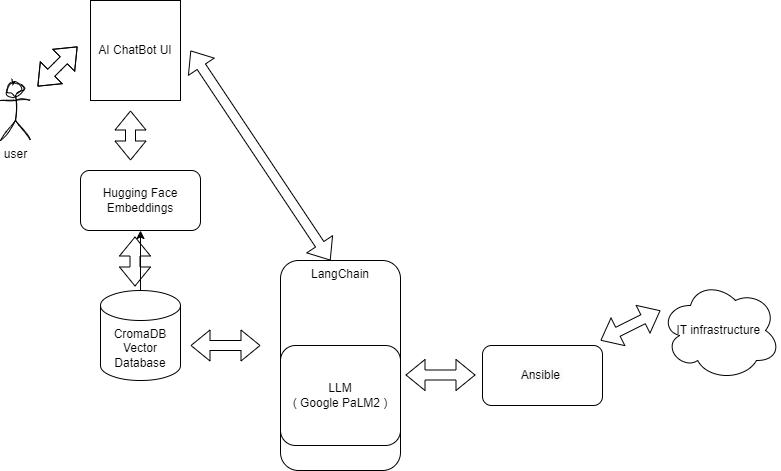 AI ChatBot UI
user
Hugging Face
Embeddings
LangChain
CromaDB
Vector
Database
IT infrastructure
LLM
( Google PaLM2 )
Ansible